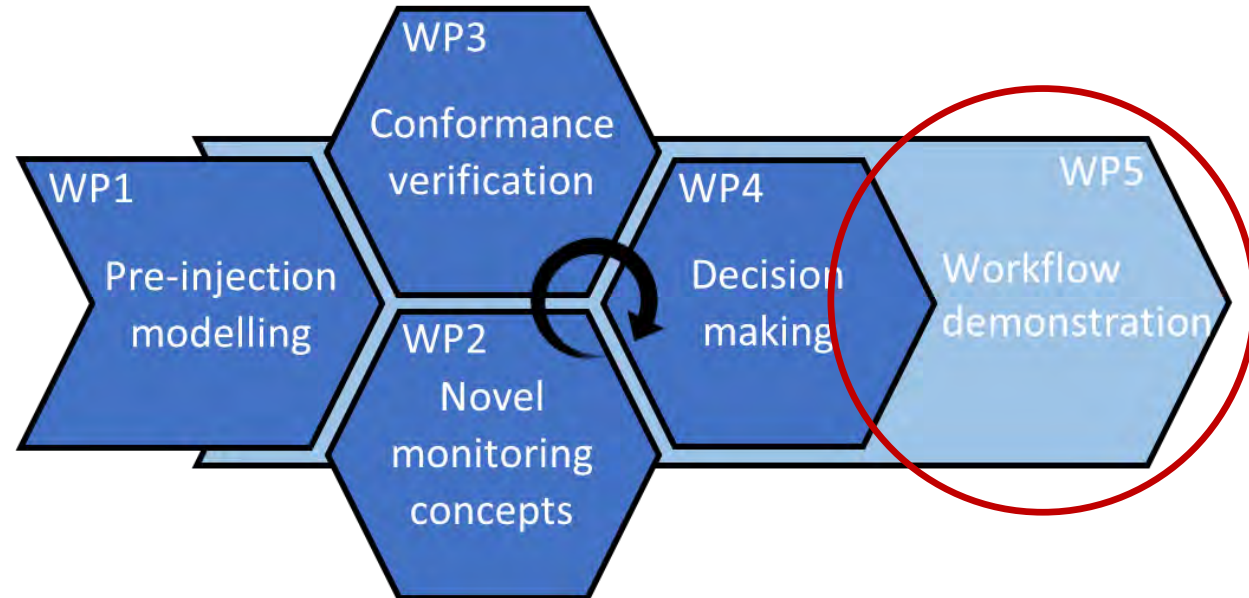 WP1
Pre-injection
modelling
WP3
Conformance
verification
WP2
Novel
monitoring
concepts
WP4
Decision
making
WP5
Workflow
demonstration